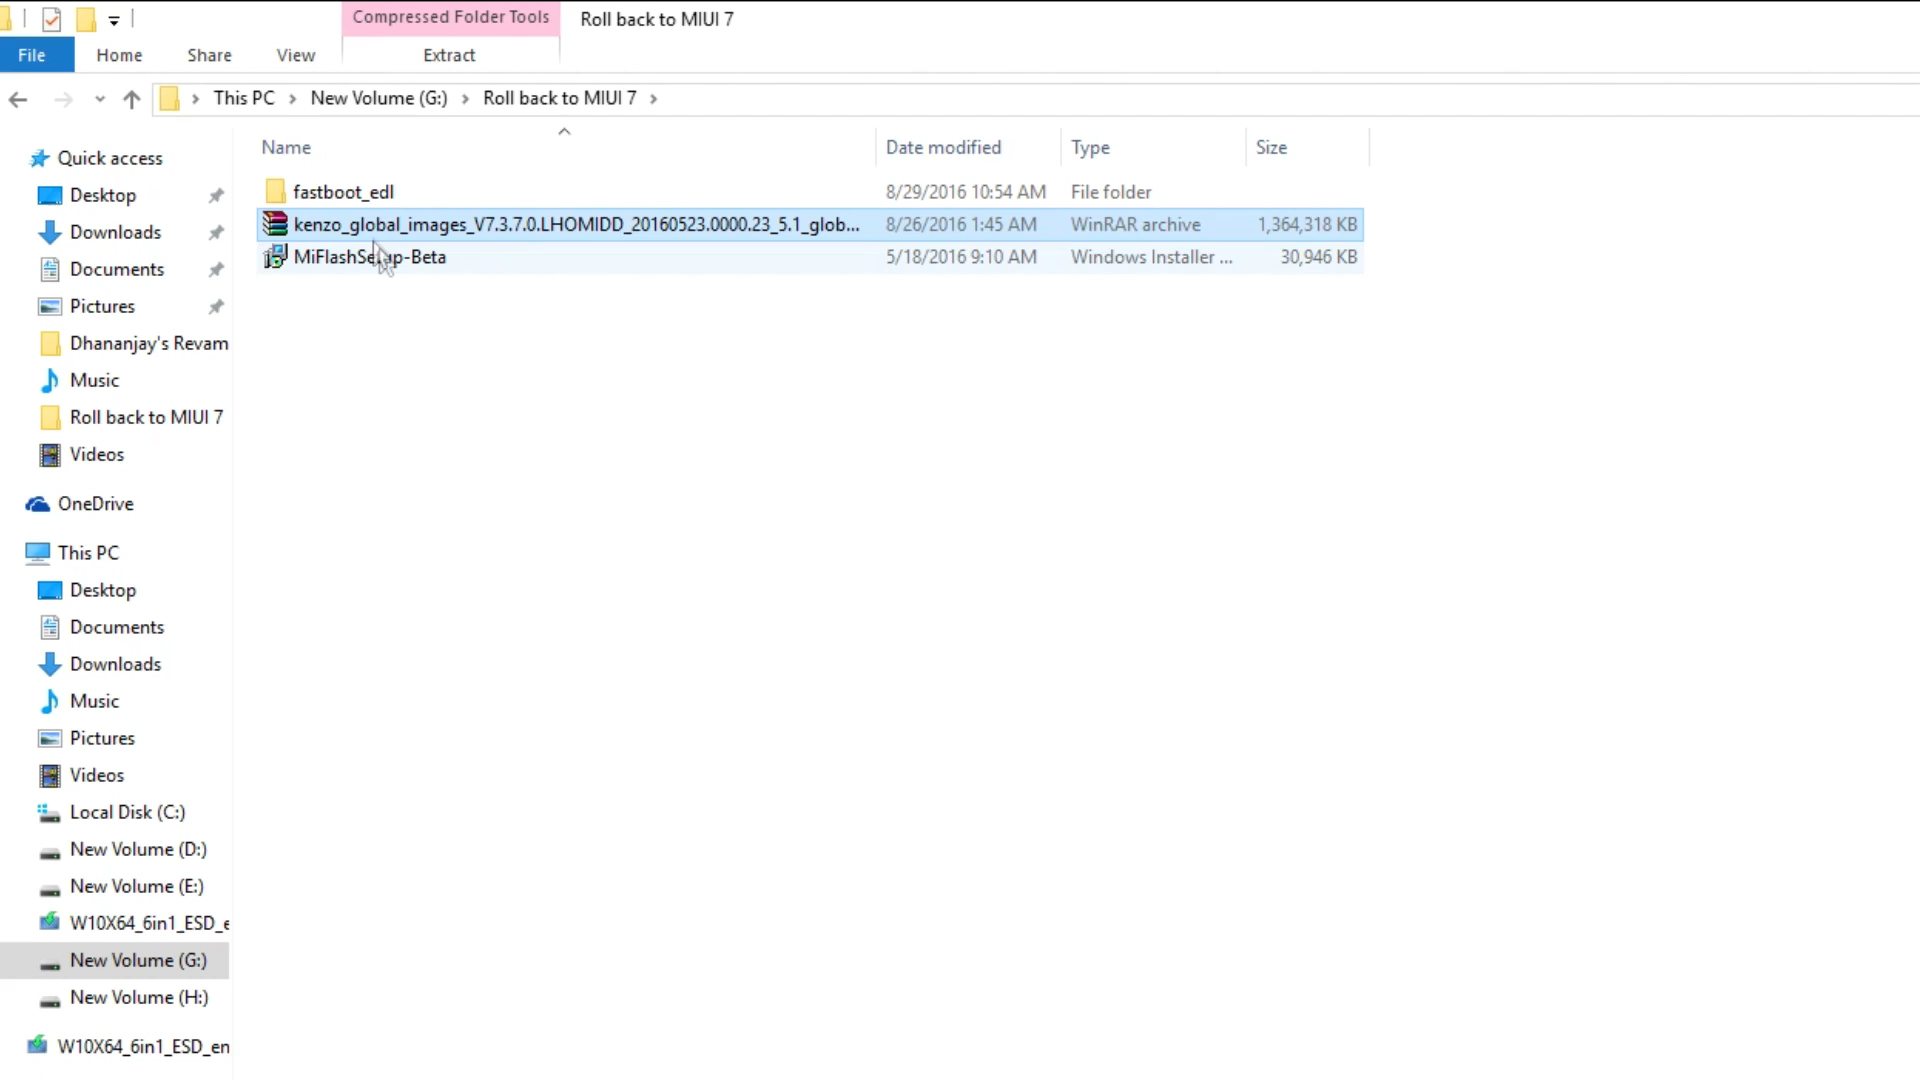 Compressed Folder Tools
Roll back to MIUI 7
File
Home
Share
View
Extract
This PC
New Volume (G:)
Roll back to MIUI 7
Name
Date modified
Type
Size
fastboot_edl
8/29/2016 10:54 AM
File folder
kenzo_global_images_V7.3.7.0.LHOMIDD_20160523.0000.23_5.1_glob...
8/26/2016 1:45 AM
WinRAR archive
1,364,318 KB
MiFlashSetup-Beta
5/18/2016 9:10 AM
Windows Installer ...
30,946 KB
Quick access
Desktop
Downloads
Documents
Pictures
Dhananjay's Revam
Music
Roll back to MIUI 7
Videos
OneDrive
This PC
Desktop
Documents
Downloads
Music
Pictures
Videos
Local Disk (C:)
New Volume (D:)
New Volume (E:)
W10X64_6in1_ESD_e
New Volume (G:)
New Volume (H:)
W10X64_6in1_ESD_en